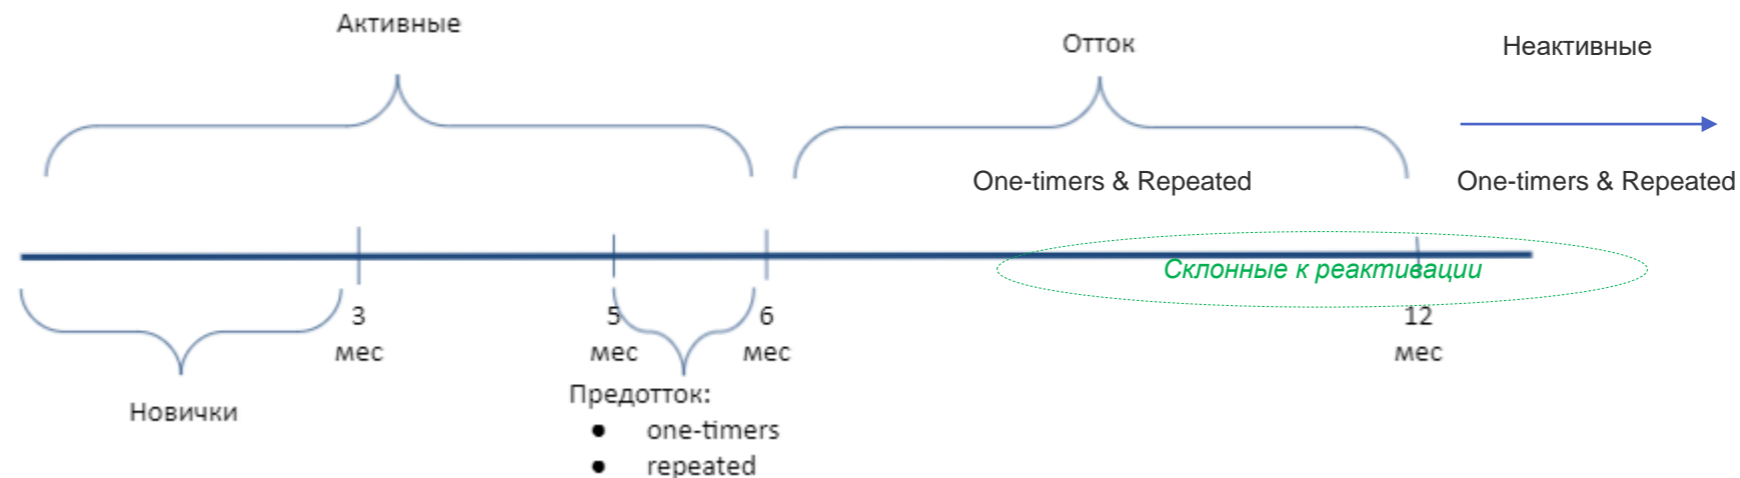 Активные
Отток
Неактивные
One-timers & Repeated
One-timers & Repeated
Склонные к реактивации
3
мес
5
мес
6
мес
12
мес
Новички
Предотток:
● one-timers
● repeated